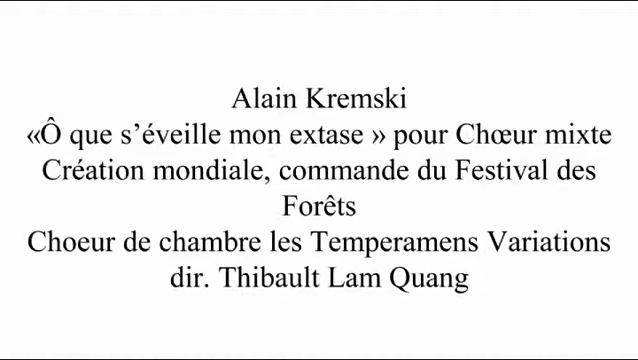 Alain Kremski
«Ô que s’éveille mon extase » pour Chœur mixte
Création mondiale, commande du Festival des
Forêts
Choeur de chambre les Temperamens Variations
dir. Thibault Lam Quang